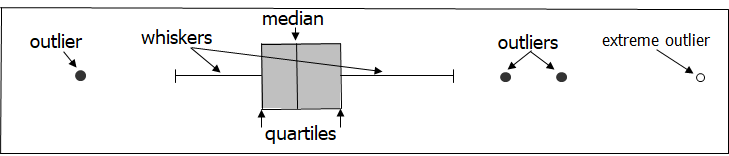 median
outlier
whiskers
outliers
extreme outlier
quartiles